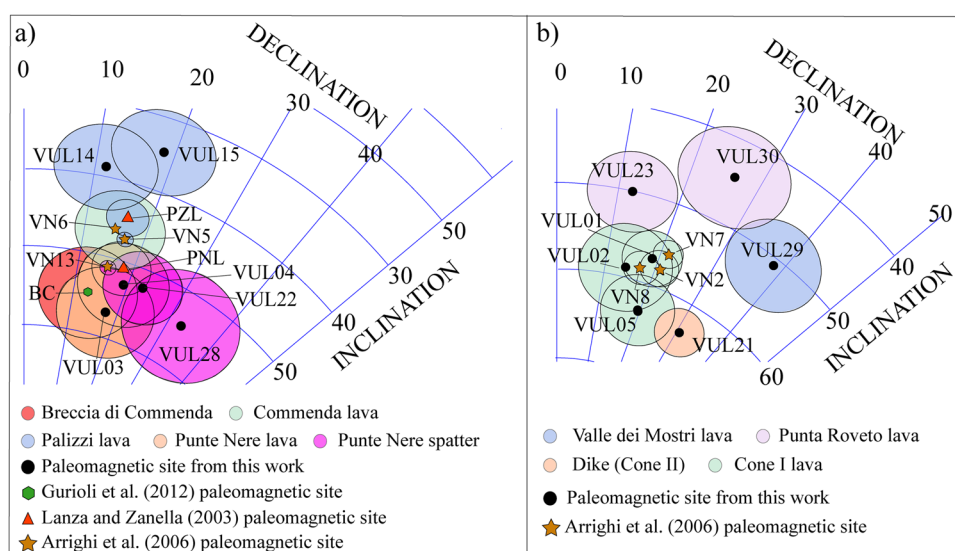 a)
DECLINATION
0
10
20
30
40
50
30
40
50
INCLINATION
VUL14
VUL15
VN6
PZL
VN5
VN13
PNL
VUL04
BC
VUL22
VUL03
VUL28
Breccia di Commenda
Commenda lava
Palizzi lava
Punte Nere lava
Punte Nere spatter
Paleomagnetic site from this work
Gurioli et al. (2012) paleomagnetic site
Lanza and Zanella (2003) paleomagnetic site
Arrighi et al. (2006) paleomagnetic site
b)
DECLINATION
0
10
20
30
40
50
40
50
60
INCLINATION
VUL23
VUL30
VUL01
VN7
VUL02
VUL29
VN2
VN8
VUL05
VUL21
Valle dei Mostri lava
Punta Roveto lava
Dike (Cone II)
Cone I lava
Paleomagnetic site from this work
Arrighi et al. (2006) paleomagnetic site